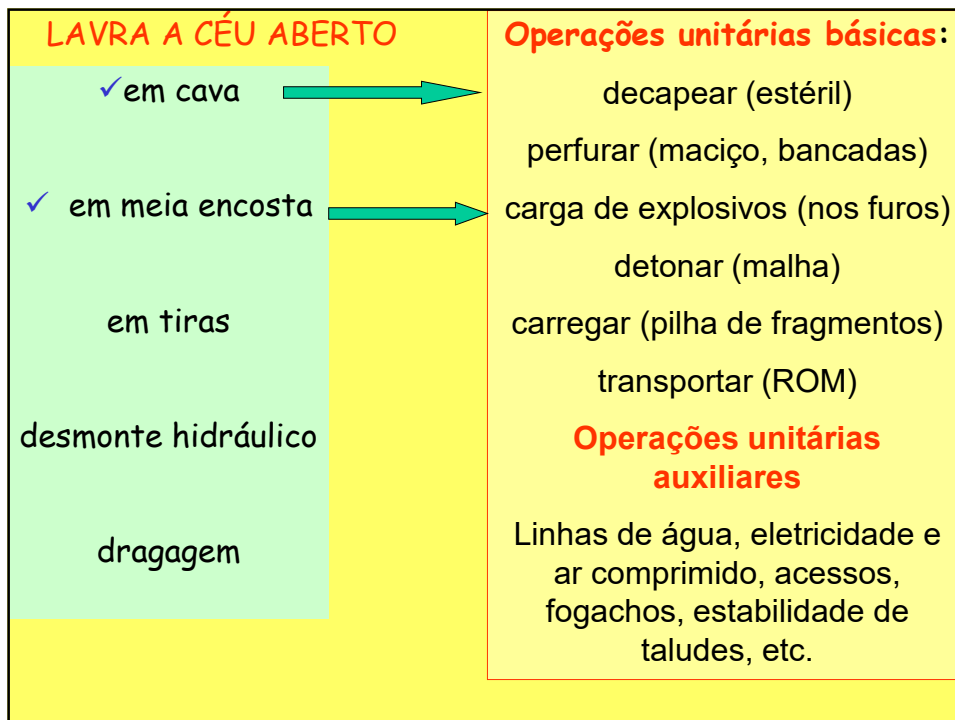 LAVRA A CÉU ABERTO
✓em cava
✓ em meia encosta
em tiras
desmonte hidráulico
dragagem
Operações unitárias básicas:
decapear (estéril)
perfurar (maciço, bancadas)
carga de explosivos (nos furos)
detonar (malha)
carregar (pilha de fragmentos)
transportar (ROM)
Operações unitárias
auxiliares
Linhas de água, eletricidade e
ar comprimido, acessos,
fogachos, estabilidade de
taludes, etc.